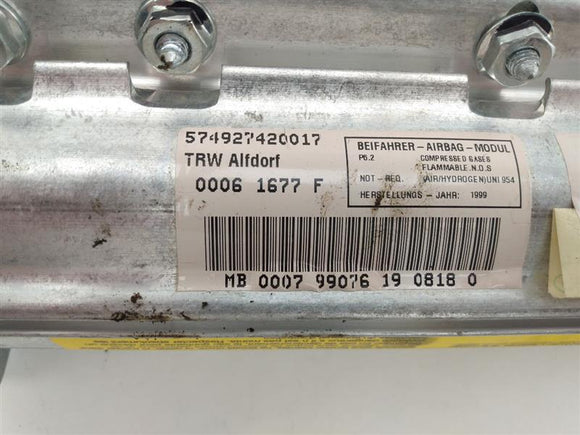 574927420017
TRW Alfdorf
0006 1677 F
BEIFAHRER - AIRBAG - MODUL
P6.2 COMPRESSED GASES
FLAMMABLE.N.O.S
NOT - REG. (AIR/HYDROGEN)UN1954
HERSTELLUNGS - JAHR: 1999
MB 0007 99076 19 0818 0